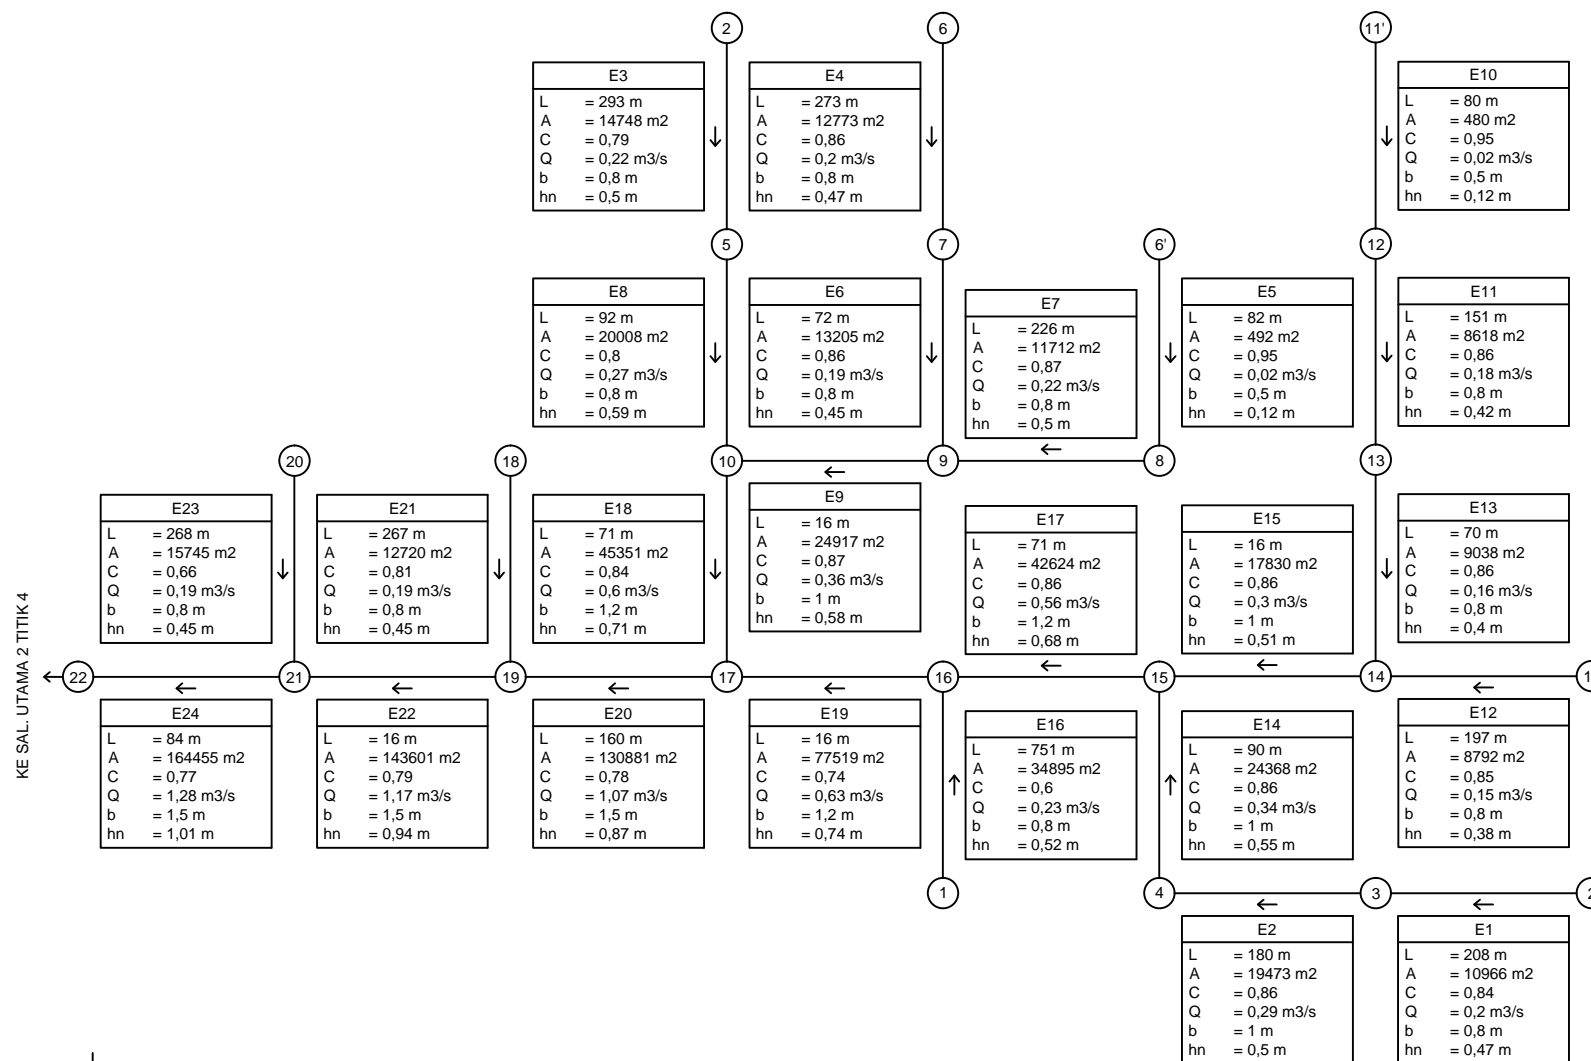 2
6
11'
E3
L = 293 m
A = 14748 m2
C = 0,79
Q = 0,22 m3/s
b = 0,8 m
hn = 0,5 m
E4
L = 273 m
A = 12773 m2
C = 0,86
Q = 0,2 m3/s
b = 0,8 m
hn = 0,47 m
E10
L = 80 m
A = 480 m2
C = 0,95
Q = 0,02 m3/s
b = 0,5 m
hn = 0,12 m
5
7
6'
12
E8
L = 92 m
A = 20008 m2
C = 0,8
Q = 0,27 m3/s
b = 0,8 m
hn = 0,59 m
E6
L = 72 m
A = 13205 m2
C = 0,86
Q = 0,19 m3/s
b = 0,8 m
hn = 0,45 m
E7
L = 226 m
A = 11712 m2
C = 0,87
Q = 0,22 m3/s
b = 0,8 m
hn = 0,5 m
E5
L = 82 m
A = 492 m2
C = 0,95
Q = 0,02 m3/s
b = 0,5 m
hn = 0,12 m
E11
L = 151 m
A = 8618 m2
C = 0,86
Q = 0,18 m3/s
b = 0,8 m
hn = 0,42 m
20
18
10
9
8
13
E23
L = 268 m
A = 15745 m2
C = 0,66
Q = 0,19 m3/s
b = 0,8 m
hn = 0,45 m
E21
L = 267 m
A = 12720 m2
C = 0,81
Q = 0,19 m3/s
b = 0,8 m
hn = 0,45 m
E18
L = 71 m
A = 45351 m2
C = 0,84
Q = 0,6 m3/s
b = 1,2 m
hn = 0,71 m
E9
L = 16 m
A = 24917 m2
C = 0,87
Q = 0,36 m3/s
b = 1 m
hn = 0,58 m
E17
L = 71 m
A = 42624 m2
C = 0,86
Q = 0,56 m3/s
b = 1,2 m
hn = 0,68 m
E15
L = 16 m
A = 17830 m2
C = 0,86
Q = 0,3 m3/s
b = 1 m
hn = 0,51 m
E13
L = 70 m
A = 9038 m2
C = 0,86
Q = 0,16 m3/s
b = 0,8 m
hn = 0,4 m
KE SAL. UTAMA 2 TITIK 4
22
21
19
17
16
15
14
E24
L = 84 m
A = 164455 m2
C = 0,77
Q = 1,28 m3/s
b = 1,5 m
hn = 1,01 m
E22
L = 16 m
A = 143601 m2
C = 0,79
Q = 1,17 m3/s
b = 1,5 m
hn = 0,94 m
E20
L = 160 m
A = 130881 m2
C = 0,78
Q = 1,07 m3/s
b = 1,5 m
hn = 0,87 m
E19
L = 16 m
A = 77519 m2
C = 0,74
Q = 0,63 m3/s
b = 1,2 m
hn = 0,74 m
E16
L = 751 m
A = 34895 m2
C = 0,6
Q = 0,23 m3/s
b = 0,8 m
hn = 0,52 m
E14
L = 90 m
A = 24368 m2
C = 0,86
Q = 0,34 m3/s
b = 1 m
hn = 0,55 m
E12
L = 197 m
A = 8792 m2
C = 0,85
Q = 0,15 m3/s
b = 0,8 m
hn = 0,38 m
1
4
3
E2
L = 180 m
A = 19473 m2
C = 0,86
Q = 0,29 m3/s
b = 1 m
hn = 0,5 m
E1
L = 208 m
A = 10966 m2
C = 0,84
Q = 0,2 m3/s
b = 0,8 m
hn = 0,47 m